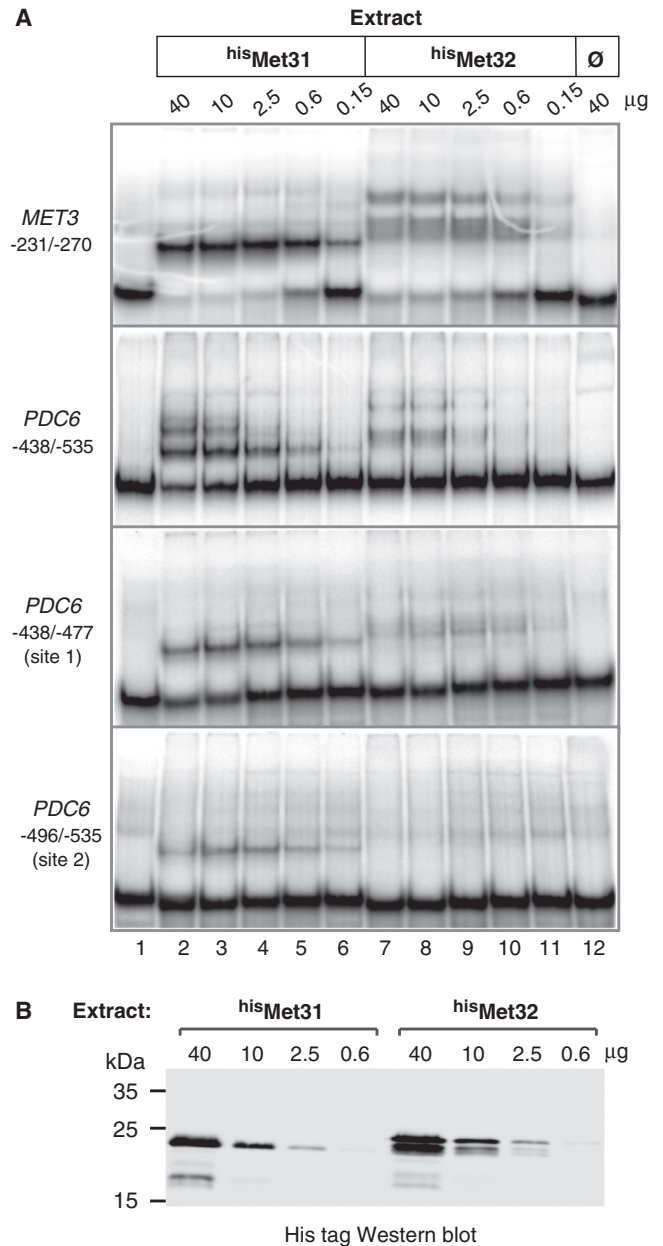 A
Extract
hisMet31 hisMet32 Ø
40 10 2.5 0.6 0.15 40 10 2.5 0.6 0.15 40 μg
MET3
-231/-270
PDC6
-438/-535
PDC6
-438/-477
(site 1)
PDC6
-496/-535
(site 2)
1 2 3 4 5 6 7 8 9 10 11 12
B Extract: hisMet31 hisMet32
kDa 40 10 2.5 0.6 40 10 2.5 0.6 μg
35
25
15
His tag Western blot